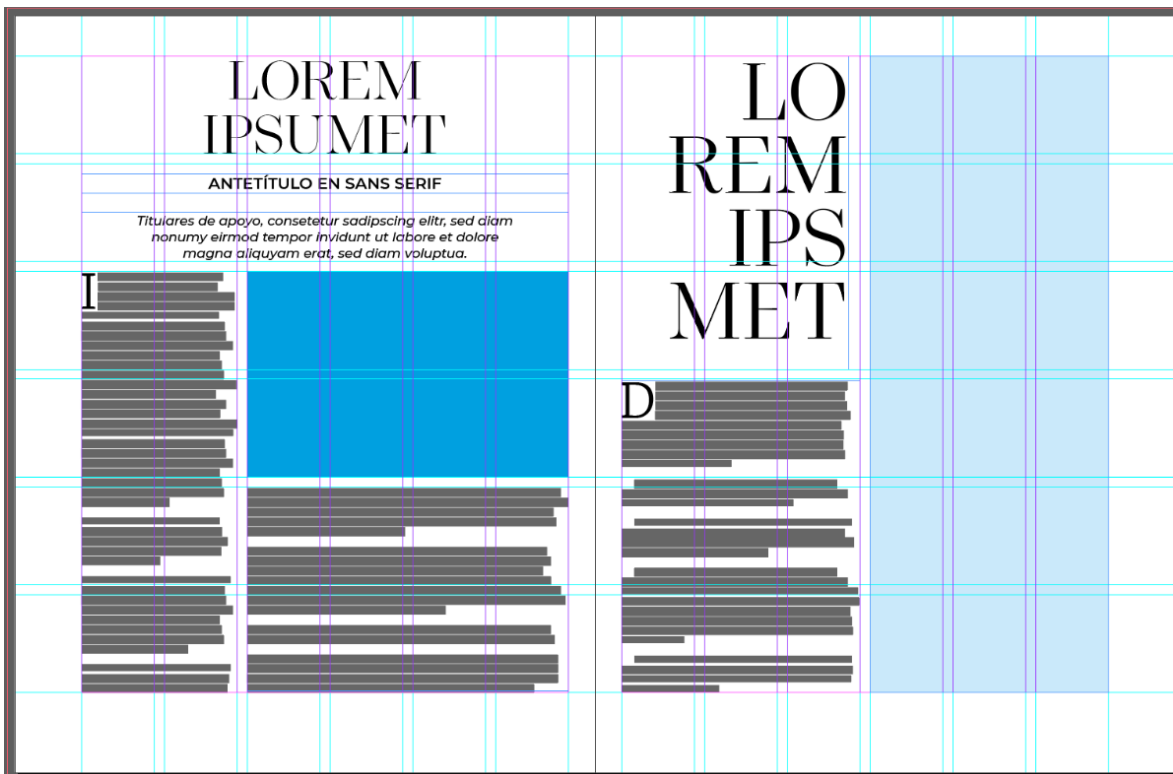 LOREM
IPSUMET
ANTETÍTULO EN SANS SERIF
Titulares de apoyo, consetetur sadipscing elitr, sed diam
nonumy eirmod tempor invidunt ut labore et dolore
magna aliquyam erat, sed diam voluptua.
I
LO
REM
IPS
MET
D